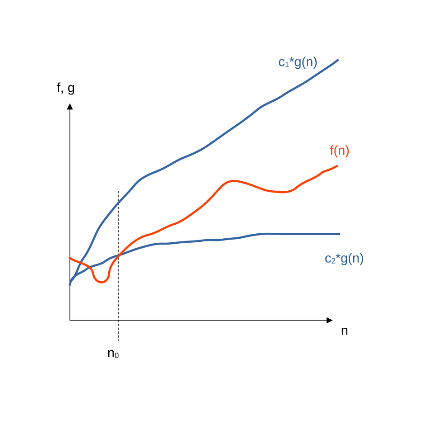 c₁*g(n)
f, g
f(n)
c₂*g(n)
n
n₀